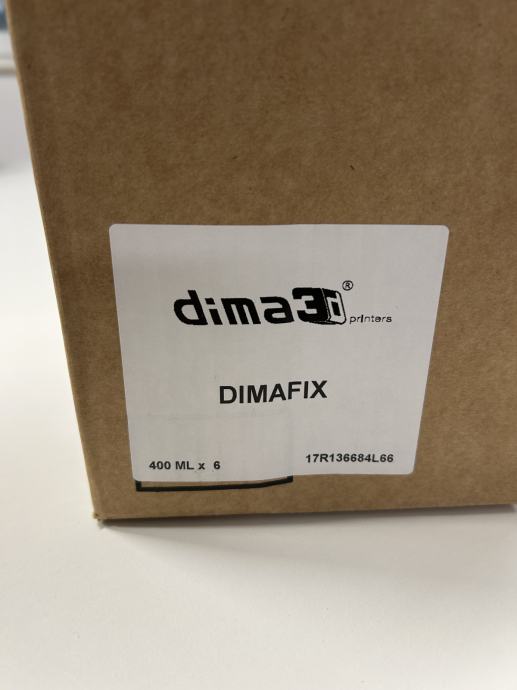 dima3d®
printers
DIMAFIX
400 ML x 6
17R136684L66